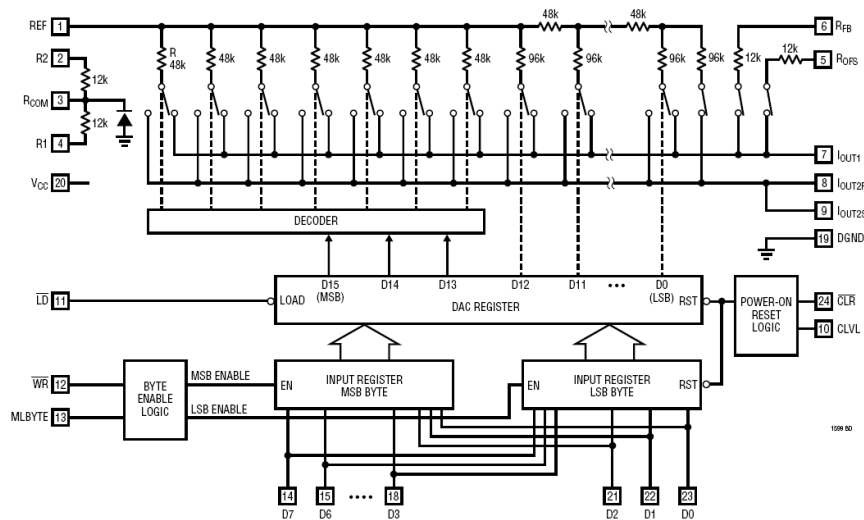 48k 48k
REF 1 6 RFB
R2 2 R 48k 48k 48k 48k 48k 48k 48k 96k 96k 96k 96k 12k 12k 5 ROFS
12k
RCOM 3
12k
R1 4
7 IOUT1
VCC 20 8 IOUT2F
9 IOUT2S
DECODER
19 DGND
D15 (MSB) D14 D13 D12 D11 •••• D0 (LSB)
LD 11 LOAD DAC REGISTER RST
POWER-ON RESET LOGIC
24 CLR
10 CLVL
WR 12
MLBYTE 13
BYTE ENABLE LOGIC
MSB ENABLE
LSB ENABLE
EN INPUT REGISTER MSB BYTE
EN INPUT REGISTER LSB BYTE RST
1599 BD
14 15 •••• 18 21 22 23
D7 D6 D3 D2 D1 D0